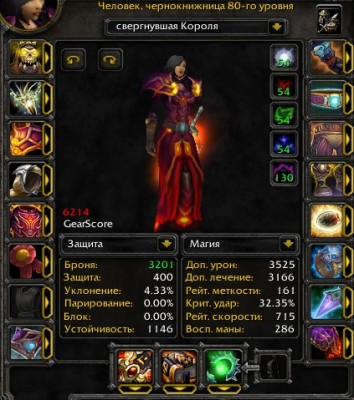 Человек, чернокнижница 80-го уровня
свергнувшая Короля
54
54
54
130
6214
GearScore
Защита
Магия
Броня: 3201
Защита: 400
Уклонение: 4.33%
Парирование: 0.00%
Блок: 0.00%
Устойчивость: 1146
Доп. урон: 3525
Доп. лечение: 3166
Рейт. меткости: 161
Крит. удар: 32.35%
Рейт. скорости: 715
Восп. маны: 286